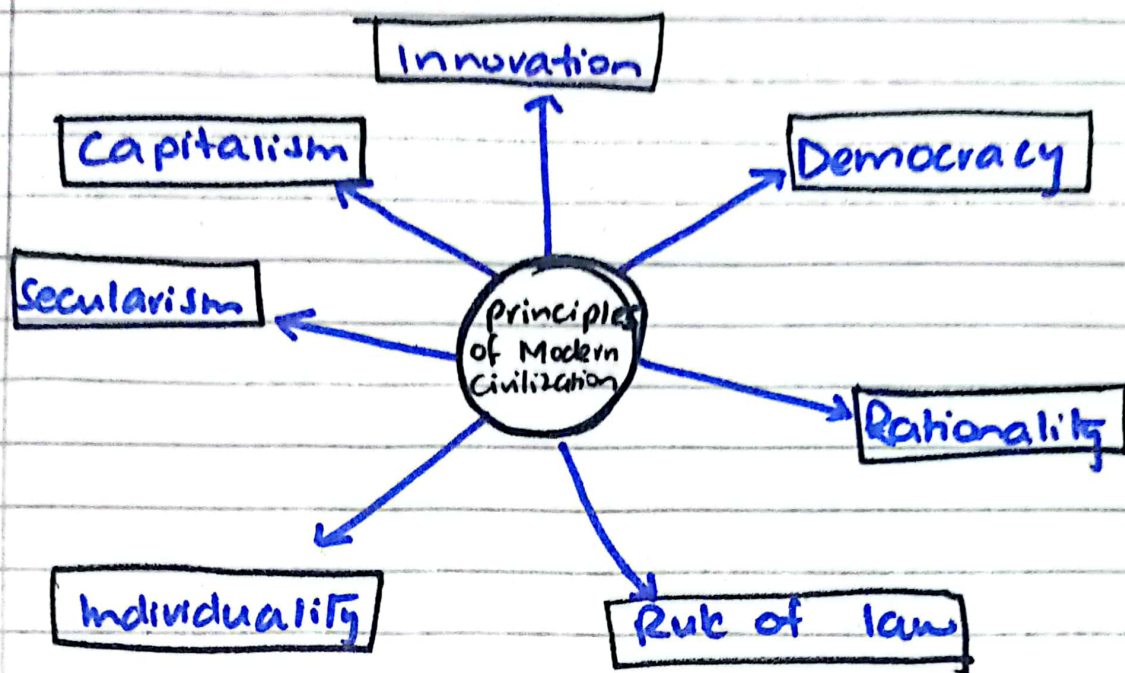 Innovation
Capitalism
Democracy
Secularism
principles
of Modern
Civilization
Rationality
Individuality
Rule of law